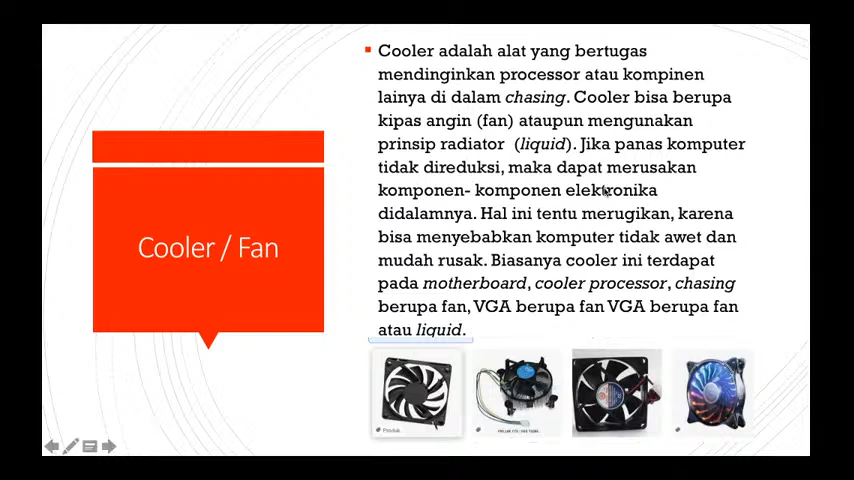 Cooler / Fan
Cooler adalah alat yang bertugas
mendinginkan processor atau kompinen
lainya di dalam chasing. Cooler bisa berupa
kipas angin (fan) ataupun mengunakan
prinsip radiator (liquid). Jika panas komputer
tidak direduksi, maka dapat merusakan
komponen- komponen elektronika
didalamnya. Hal ini tentu merugikan, karena
bisa menyebabkan komputer tidak awet dan
mudah rusak. Biasanya cooler ini terdapat
pada motherboard, cooler processor, chasing
berupa fan, VGA berupa fan VGA berupa fan
atau liquid.